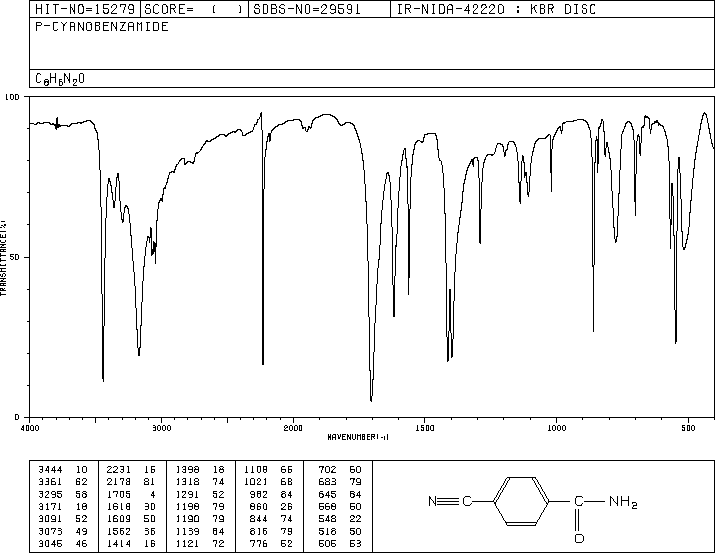 HIT-NO=15279 SCORE= ( ) SDBS-NO=29591 IR-NIDA-42220 : KBR DISC
P-CYANOBENZAMIDE
C8H6N2O
100
50
0
TRANSMITTANCE(%)
4000 3000 2000 1500 1000 500
WAVENUMBER(-1)
3444 10 2231 16 1398 18 1108 66 702 60
3361 62 2178 81 1318 74 1021 68 683 79
3295 58 1705 4 1291 52 982 84 645 84
3171 18 1618 30 1198 79 860 26 568 50
3091 52 1609 50 1190 79 844 74 548 22
3073 49 1562 36 1139 64 816 79 518 50
3045 46 1414 16 1121 72 776 52 506 53
N C C NH2
O